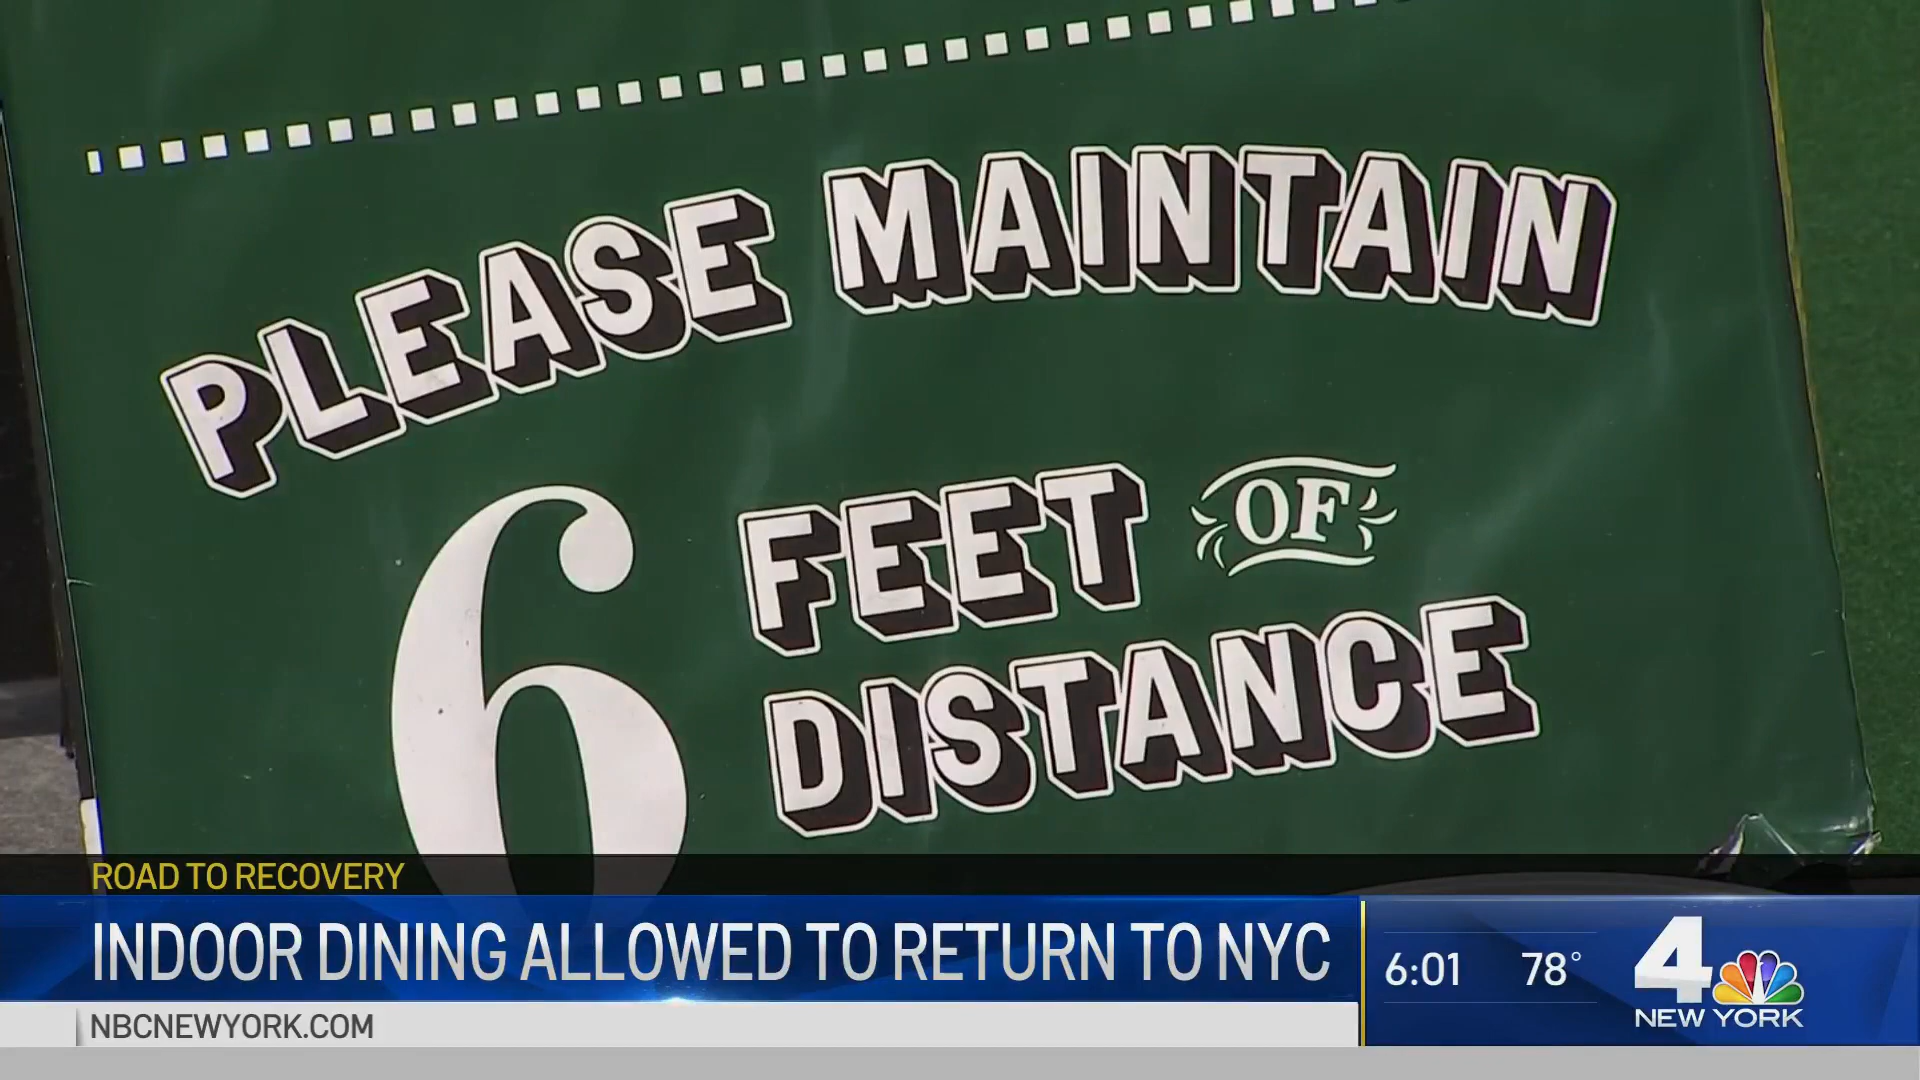 PLEASE MAINTAIN
6 FEET OF
DISTANCE
ROAD TO RECOVERY
INDOOR DINING ALLOWED TO RETURN TO NYC
6:01 78°
4
NEW YORK
NBCNEWYORK.COM